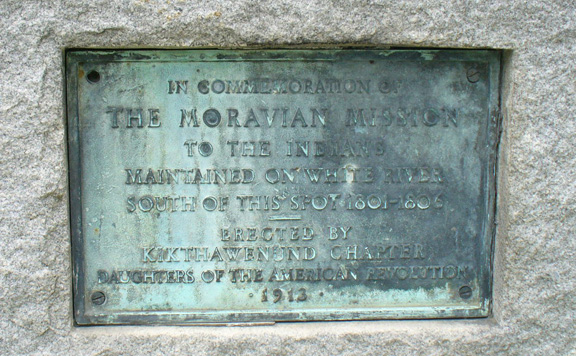 IN COMMEMORATION OF
THE MORAVIAN MISSION
TO THE INDIANS
MAINTAINED ON WHITE RIVER
SOUTH OF THIS SPOT 1801-1806
ERECTED BY
KIKTHAWENUND CHAPTER
DAUGHTERS OF THE AMERICAN REVOLUTION
· 1913 ·